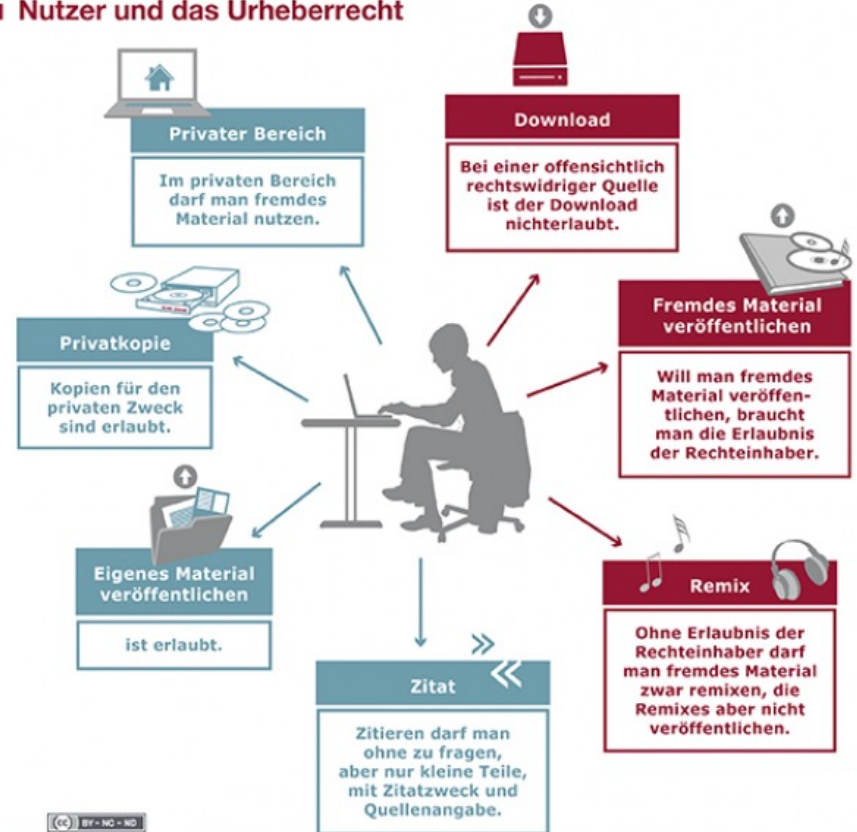 Nutzer und das Urheberrecht
Privater Bereich
Im privaten Bereich
darf man fremdes
Material nutzen.
Download
Bei einer offensichtlich
rechtswidriger Quelle
ist der Download
nichterlaubt.
Privatkopie
Kopien für den
privaten Zweck
sind erlaubt.
Fremdes Material
veröffentlichen
Will man fremdes
Material veröffen-
tlichen, braucht
man die Erlaubnis
der Rechteinhaber.
Eigenes Material
veröffentlichen
ist erlaubt.
Remix
Ohne Erlaubnis der
Rechteinhaber darf
man fremdes Material
zwar remixen, die
Remixes aber nicht
veröffentlichen.
Zitat
Zitieren darf man
ohne zu fragen,
aber nur kleine Teile,
mit Zitatzweck und
Quellenangabe.
cc BY - NC - ND